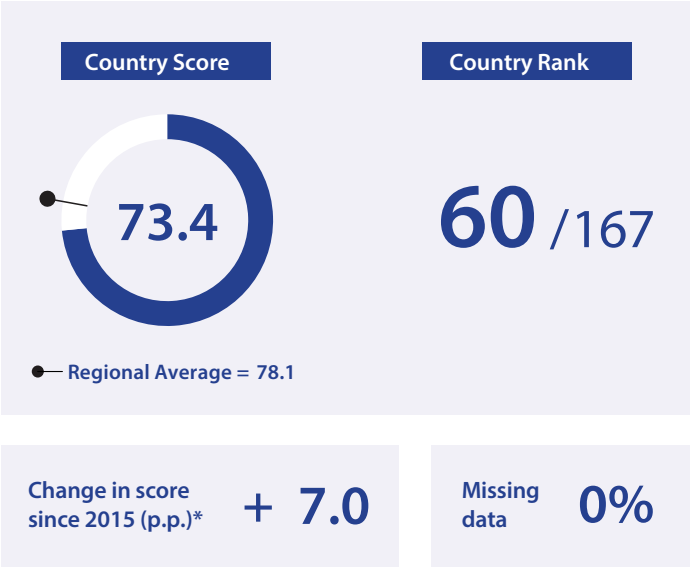 Country Score
Country Rank
73.4
60 /167
Regional Average = 78.1
Change in score
since 2015 (p.p.)*
+ 7.0
Missing
data
0%